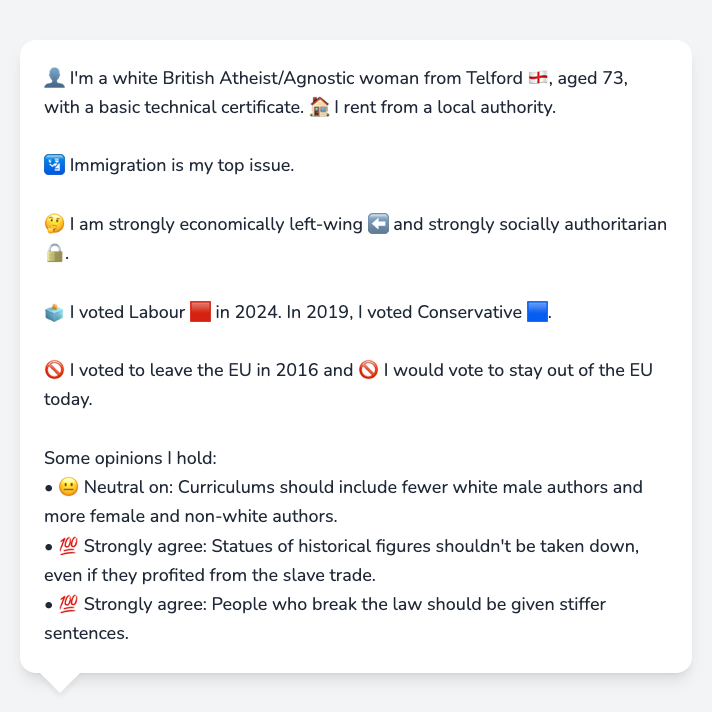 👤 I'm a white British Atheist/Agnostic woman from Telford 🏴󠁧󠁢󠁥󠁮󠁧󠁿, aged 73,
with a basic technical certificate. 🏠 I rent from a local authority.
🛂 Immigration is my top issue.
🤔 I am strongly economically left-wing ⬅️ and strongly socially authoritarian
🔒.
🗳️ I voted Labour 🟥 in 2024. In 2019, I voted Conservative 🟦.
🚫 I voted to leave the EU in 2016 and 🚫 I would vote to stay out of the EU
today.
Some opinions I hold:
• 😐 Neutral on: Curriculums should include fewer white male authors and
more female and non-white authors.
• 💯 Strongly agree: Statues of historical figures shouldn't be taken down,
even if they profited from the slave trade.
• 💯 Strongly agree: People who break the law should be given stiffer
sentences.